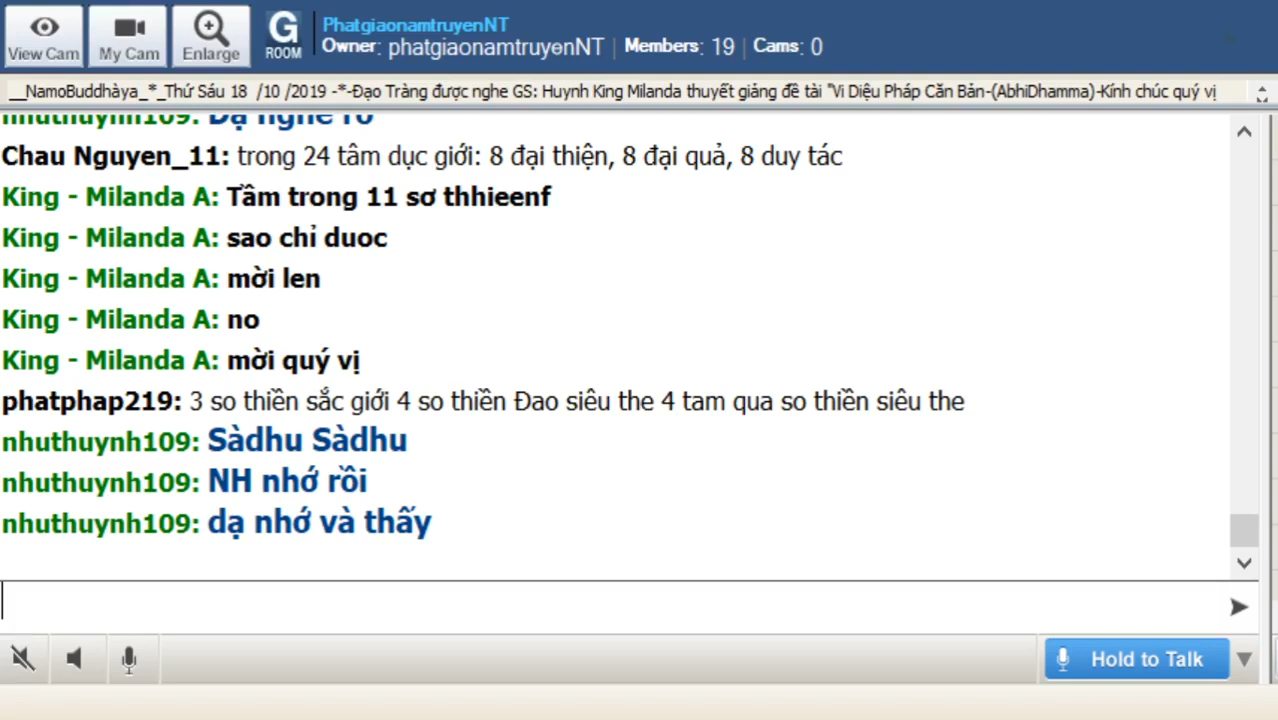 View Cam
My Cam
Enlarge
G
ROOM
PhatgiaonamtruyenNT
Owner: phatgiaonamtruyenNT | Members: 19 | Cams: 0
__NamoBuddhàya_*_Thứ Sáu 18 /10 /2019 -*-Đạo Tràng được nghe GS: Huynh King Milanda thuyết giảng đề tài "Vi Diệu Pháp Căn Bản-(AbhiDhamma)-Kính chúc quý vị
nhuthuynh109: Dạ nghe rõ
Chau Nguyen_11: trong 24 tâm dục giới: 8 đại thiện, 8 đại quả, 8 duy tác
King - Milanda A: Tầm trong 11 sơ thhieenf
King - Milanda A: sao chỉ duoc
King - Milanda A: mời len
King - Milanda A: no
King - Milanda A: mời quý vị
phatphap219: 3 so thiền sắc giới 4 so thiền Đao siêu the 4 tam qua so thiền siêu the
nhuthuynh109: Sàdhu Sàdhu
nhuthuynh109: NH nhớ rồi
nhuthuynh109: dạ nhớ và thấy
Hold to Talk